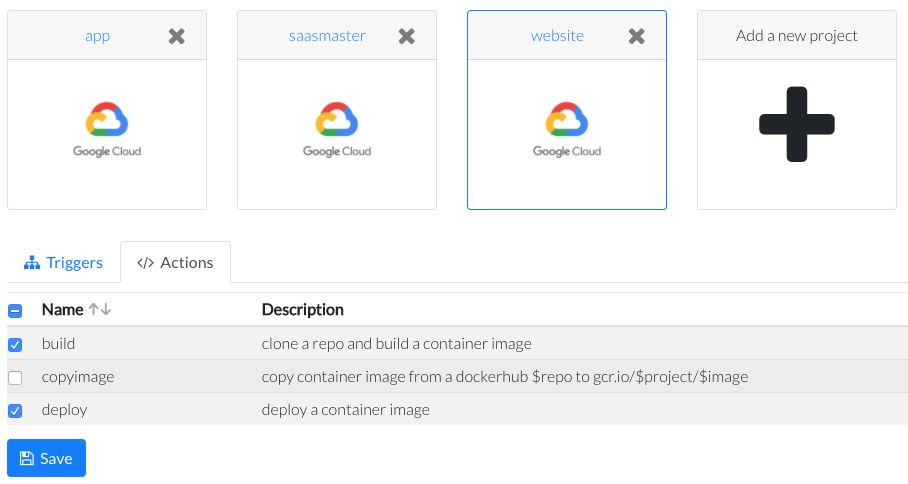 app
saasmaster
website
Add a new project
Google Cloud
Google Cloud
Google Cloud
Triggers
</> Actions
Name Description
build clone a repo and build a container image
copyimage copy container image from a dockerhub $repo to gcr.io/$project/$image
deploy deploy a container image
Save